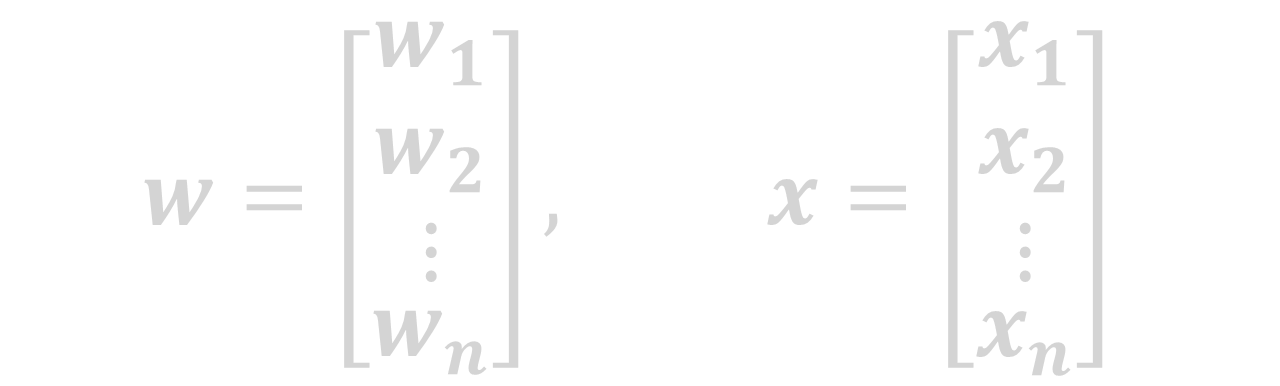 w = [w₁ w₂ ⋮ wₙ], x = [x₁ x₂ ⋮ xₙ]